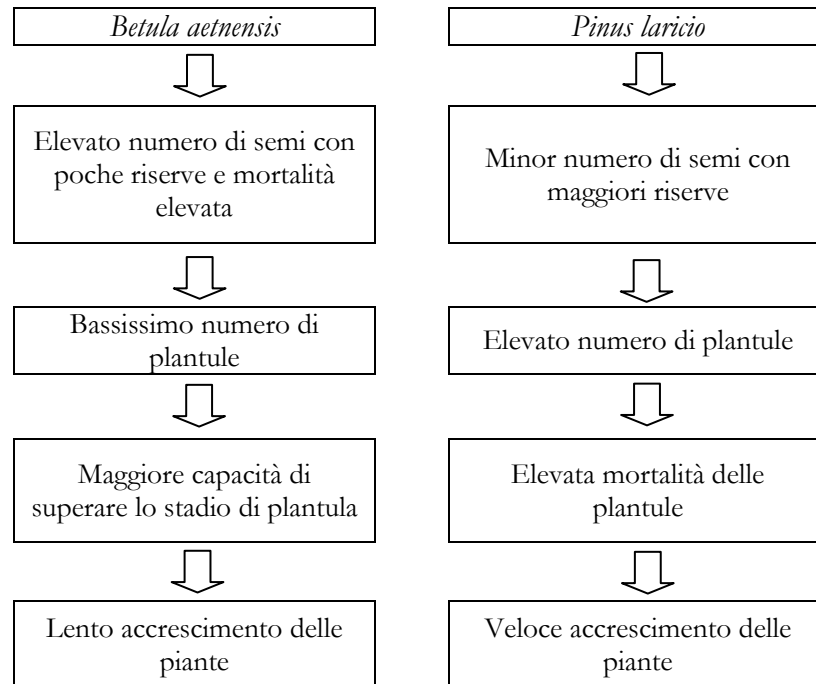 Betula aetnensis
Elevato numero di semi con
poche riserve e mortalità
elevata
Bassissimo numero di
plantule
Maggiore capacità di
superare lo stadio di plantula
Lento accrescimento delle
piante
Pinus laricio
Minor numero di semi con
maggiori riserve
Elevato numero di plantule
Elevata mortalità delle
plantule
Veloce accrescimento delle
piante